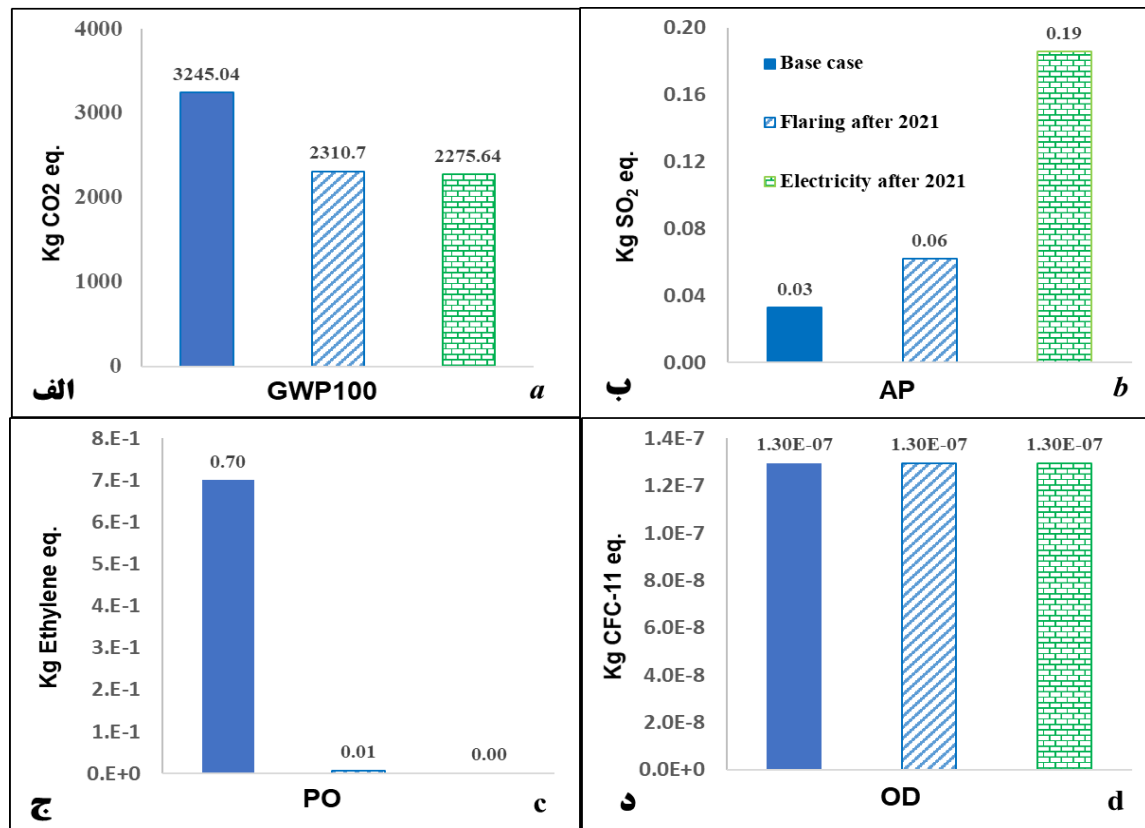 4000
3000
2000
1000
0
Kg CO2 eq.
3245.04
2310.7
2275.64
الف
GWP100
a
0.20
0.16
0.12
0.08
0.04
0.00
Kg SO₂ eq.
0.03
0.06
0.19
Base case
Flaring after 2021
Electricity after 2021
ب
AP
b
8.E-1
7.E-1
6.E-1
5.E-1
4.E-1
3.E-1
2.E-1
1.E-1
0.E+0
Kg Ethylene eq.
0.70
0.01
0.00
ج
PO
c
1.4E-7
1.2E-7
1.0E-7
8.0E-8
6.0E-8
4.0E-8
2.0E-8
0.0E+0
Kg CFC-11 eq.
1.30E-07
1.30E-07
1.30E-07
د
OD
d